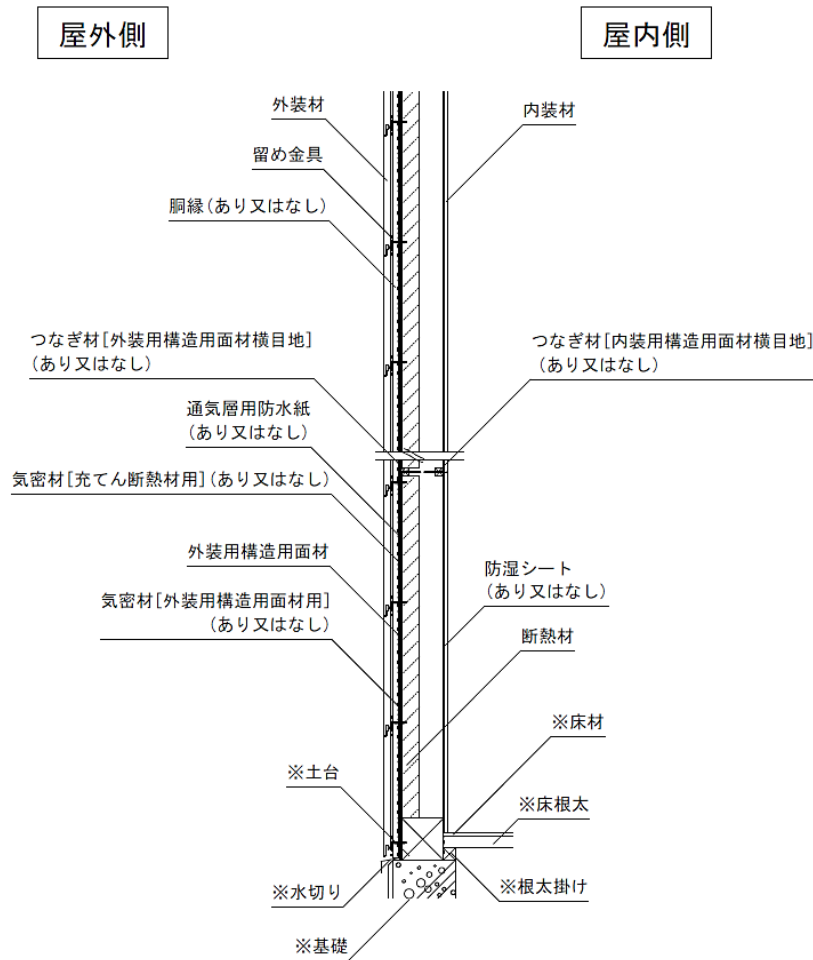 屋外側
屋内側
外装材
内装材
留め金具
胴縁(あり又はなし)
つなぎ材[外装用構造用面材横目地]
(あり又はなし)
つなぎ材[内装用構造用面材横目地]
(あり又はなし)
通気層用防水紙
(あり又はなし)
気密材[充てん断熱材用](あり又はなし)
外装用構造用面材
防湿シート
(あり又はなし)
気密材[外装用構造用面材用]
(あり又はなし)
断熱材
※床材
※土台
※床根太
※水切り
※根太掛け
※基礎